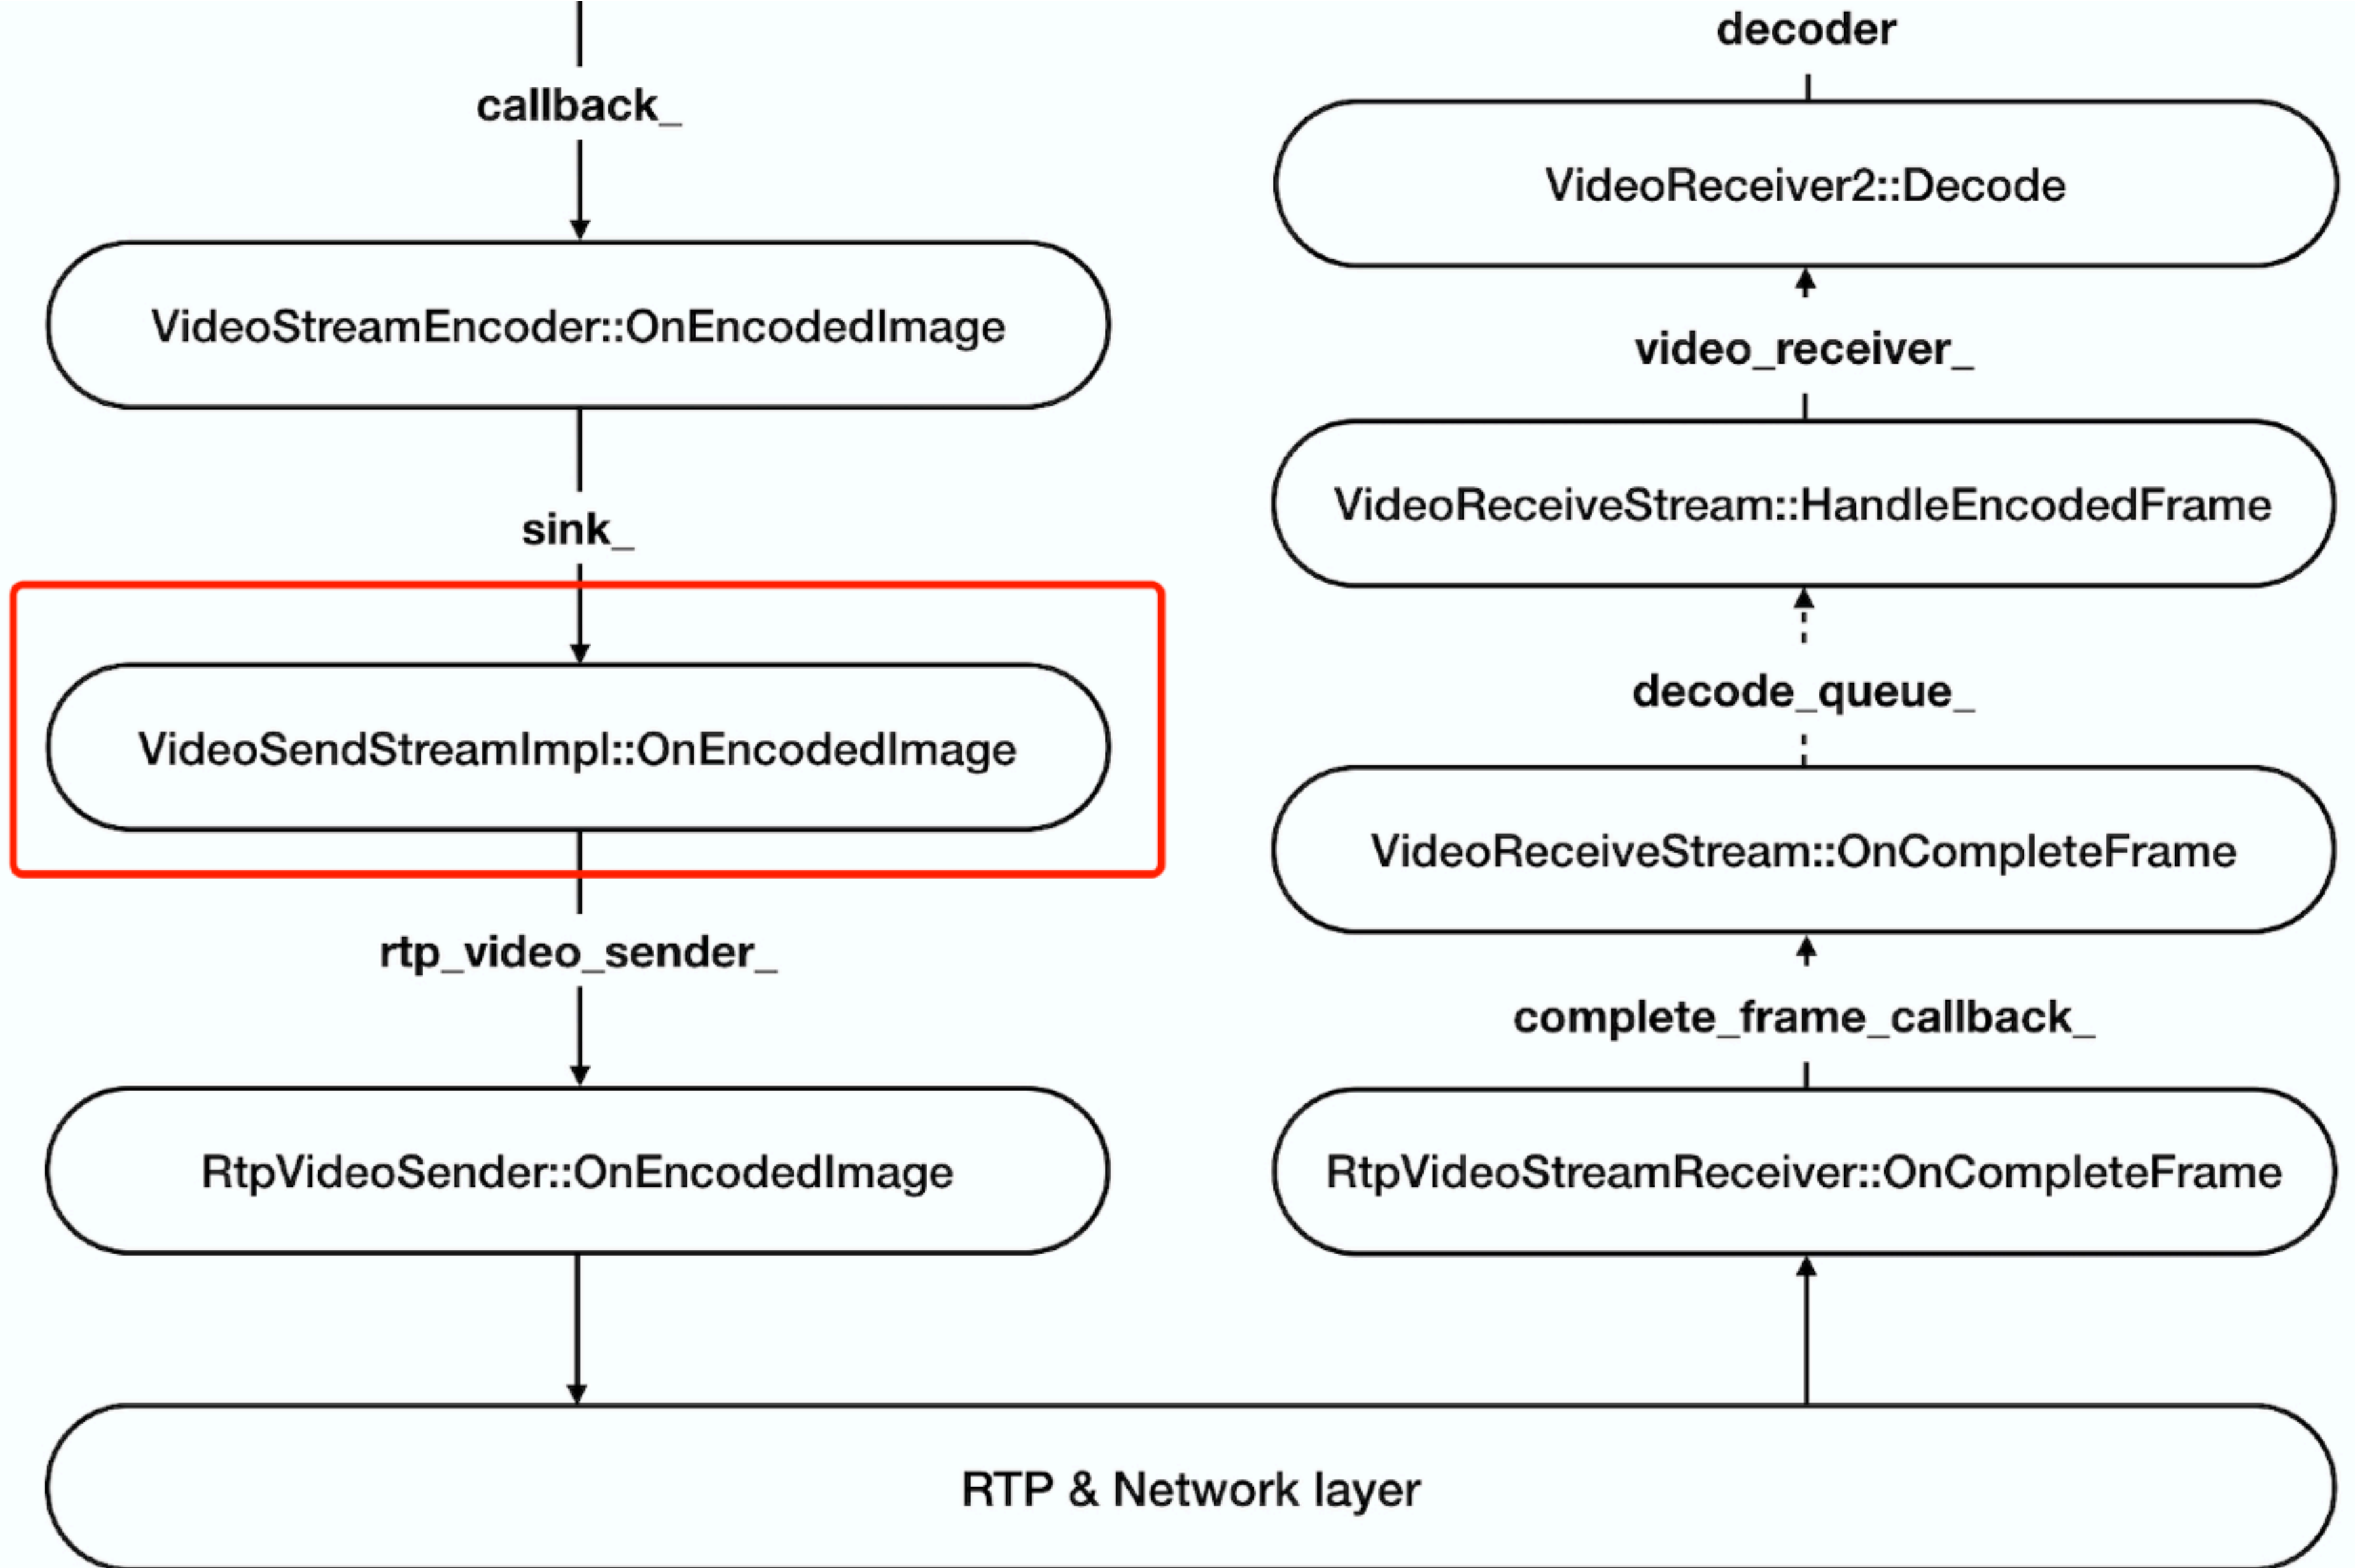 callback_
VideoStreamEncoder::OnEncodedImage
sink_
VideoSendStreamImpl::OnEncodedImage
rtp_video_sender_
RtpVideoSender::OnEncodedImage
decoder
VideoReceiver2::Decode
video_receiver_
VideoReceiveStream::HandleEncodedFrame
decode_queue_
VideoReceiveStream::OnCompleteFrame
complete_frame_callback_
RtpVideoStreamReceiver::OnCompleteFrame
RTP & Network layer